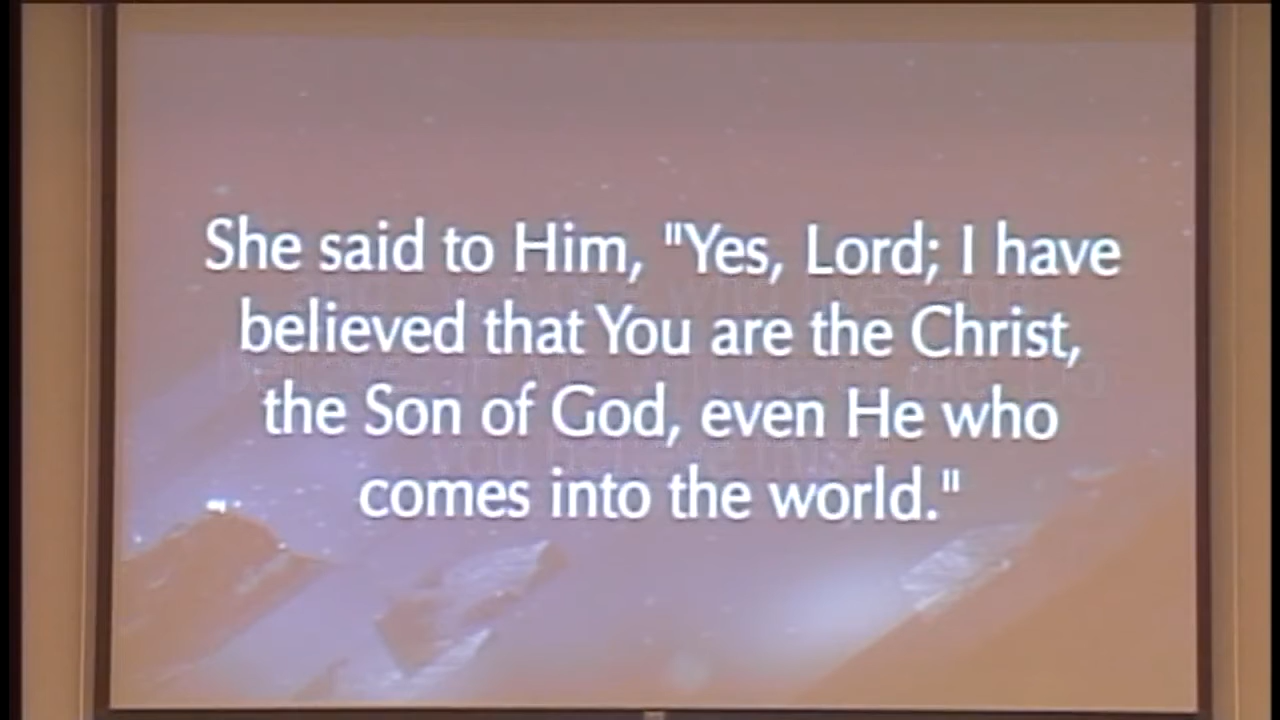 She said to Him, "Yes, Lord; I have
believed that You are the Christ,
the Son of God, even He who
comes into the world."